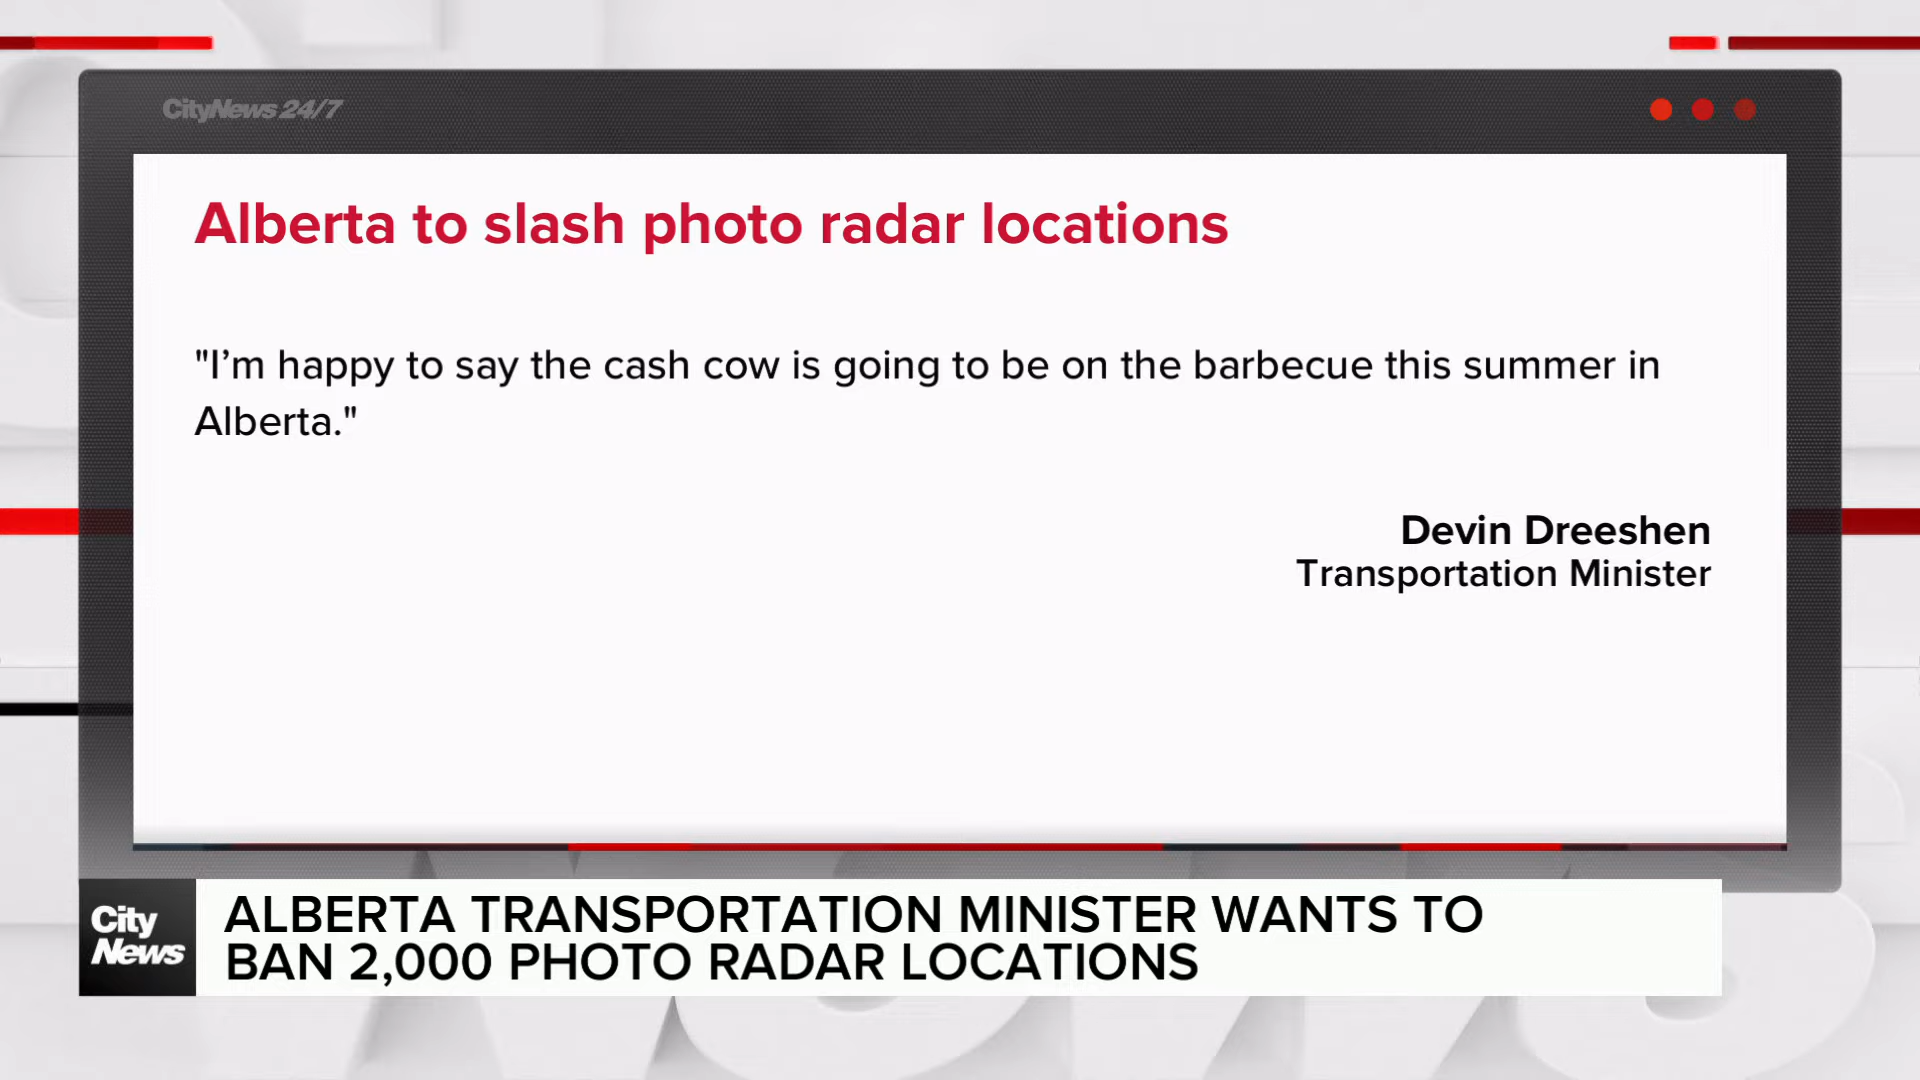 CityNews 24/7
Alberta to slash photo radar locations
"I’m happy to say the cash cow is going to be on the barbecue this summer in
Alberta."
Devin Dreeshen
Transportation Minister
City
News
ALBERTA TRANSPORTATION MINISTER WANTS TO
BAN 2,000 PHOTO RADAR LOCATIONS